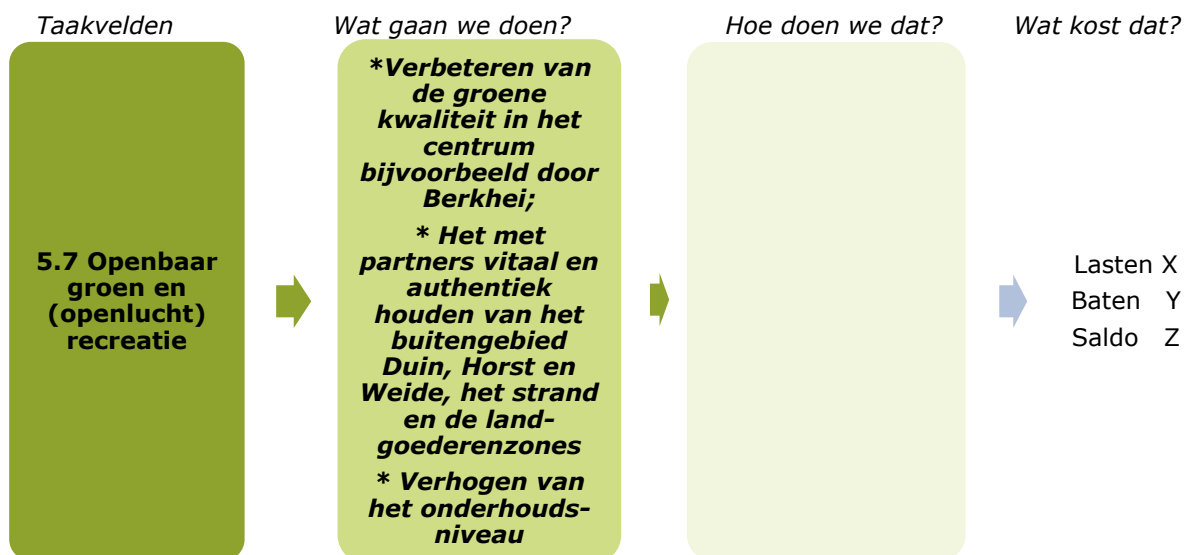 Taakvelden
Wat gaan we doen?
Hoe doen we dat?
Wat kost dat?
5.7 Openbaar
groen en
(openlucht)
recreatie
*Verbeteren van
de groene
kwaliteit in het
centrum
bijvoorbeeld door
Berkhei;
* Het met
partners vitaal en
authentiek
houden van het
buitengebied
Duin, Horst en
Weide, het strand
en de land-
goederenzones
* Verhogen van
het onderhouds-
niveau
Lasten X
Baten Y
Saldo Z